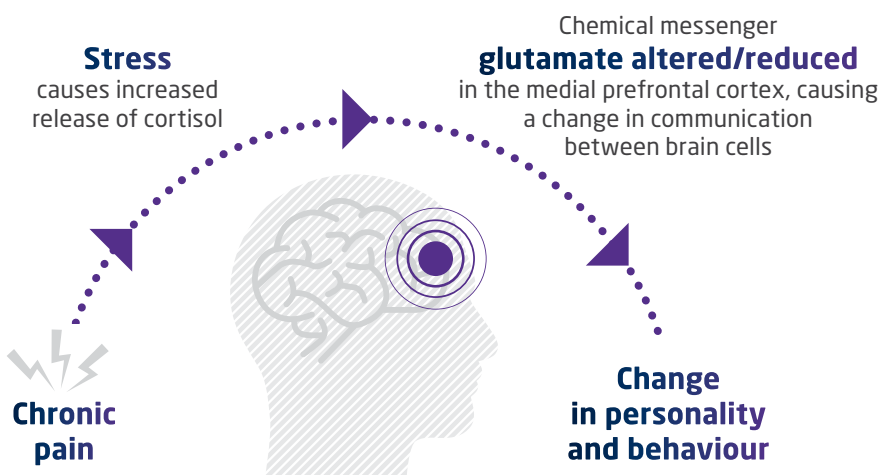 Stress
causes increased
release of cortisol
Chemical messenger
glutamate altered/reduced
in the medial prefrontal cortex, causing
a change in communication
between brain cells
Chronic
pain
Change
in personality
and behaviour